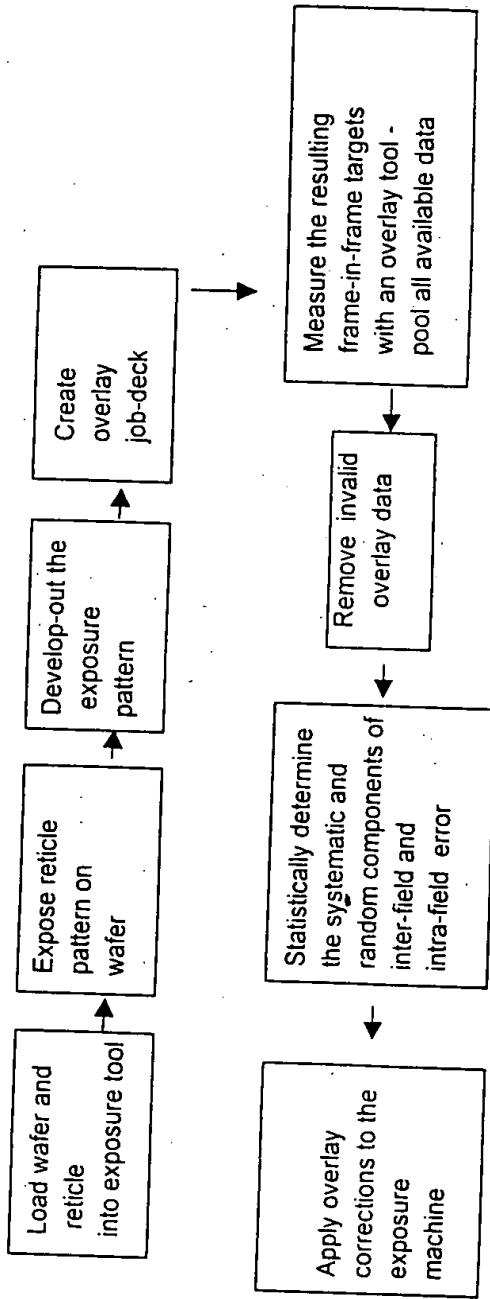 Load wafer and
reticle
into exposure tool
Expose reticle
pattern on
wafer
Develop-out the
exposure
pattern
Create
overlay
job-deck
Measure the resulting
frame-in-frame targets
with an overlay tool -
pool all available data
Remove invalid
overlay data
Statistically determine
the systematic and
random components of
inter-field and
intra-field error
Apply overlay
corrections to the
exposure
machine